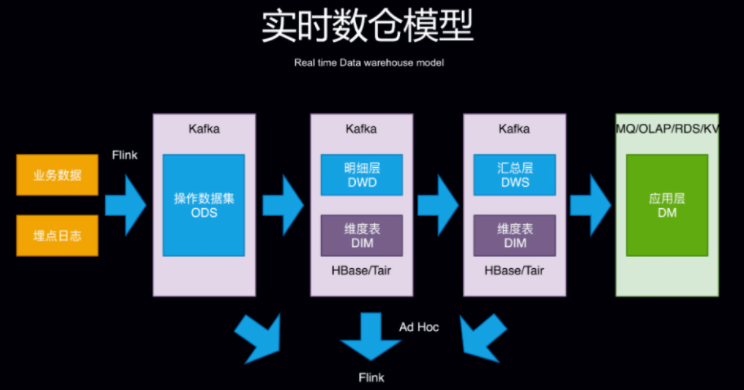 实时数仓模型
Real time Data warehouse model
业务数据
埋点日志
Flink
Kafka
操作数据集
ODS
Kafka
明细层
DWD
维度表
DIM
HBase/Tair
Kafka
汇总层
DWS
维度表
DIM
HBase/Tair
MQ/OLAP/RDS/KV
应用层
DM
Ad Hoc
Flink